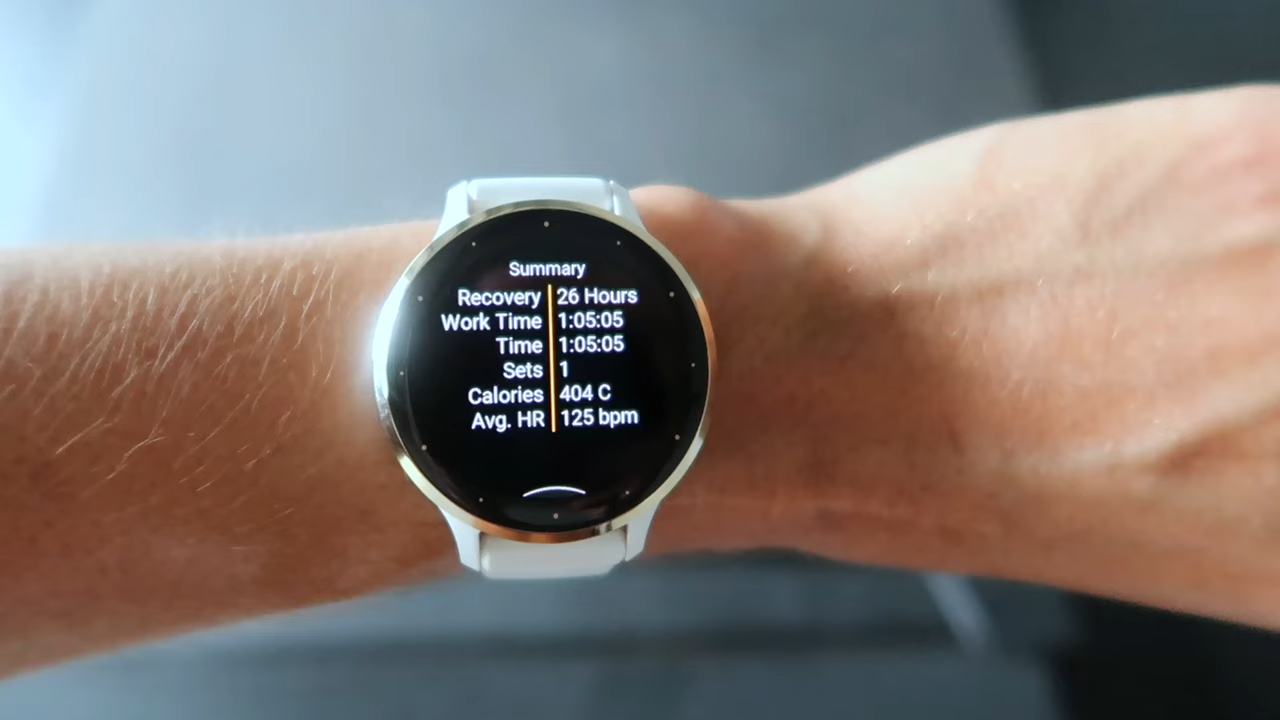 Summary
Recovery 26 Hours
Work Time 1:05:05
Time 1:05:05
Sets 1
Calories 404 C
Avg. HR 125 bpm